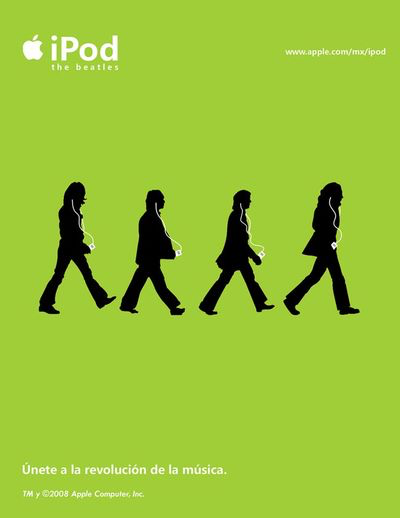 iPod
the beatles
www.apple.com/mx/ipod
Únete a la revolución de la música.
TM y ©2008 Apple Computer, Inc.